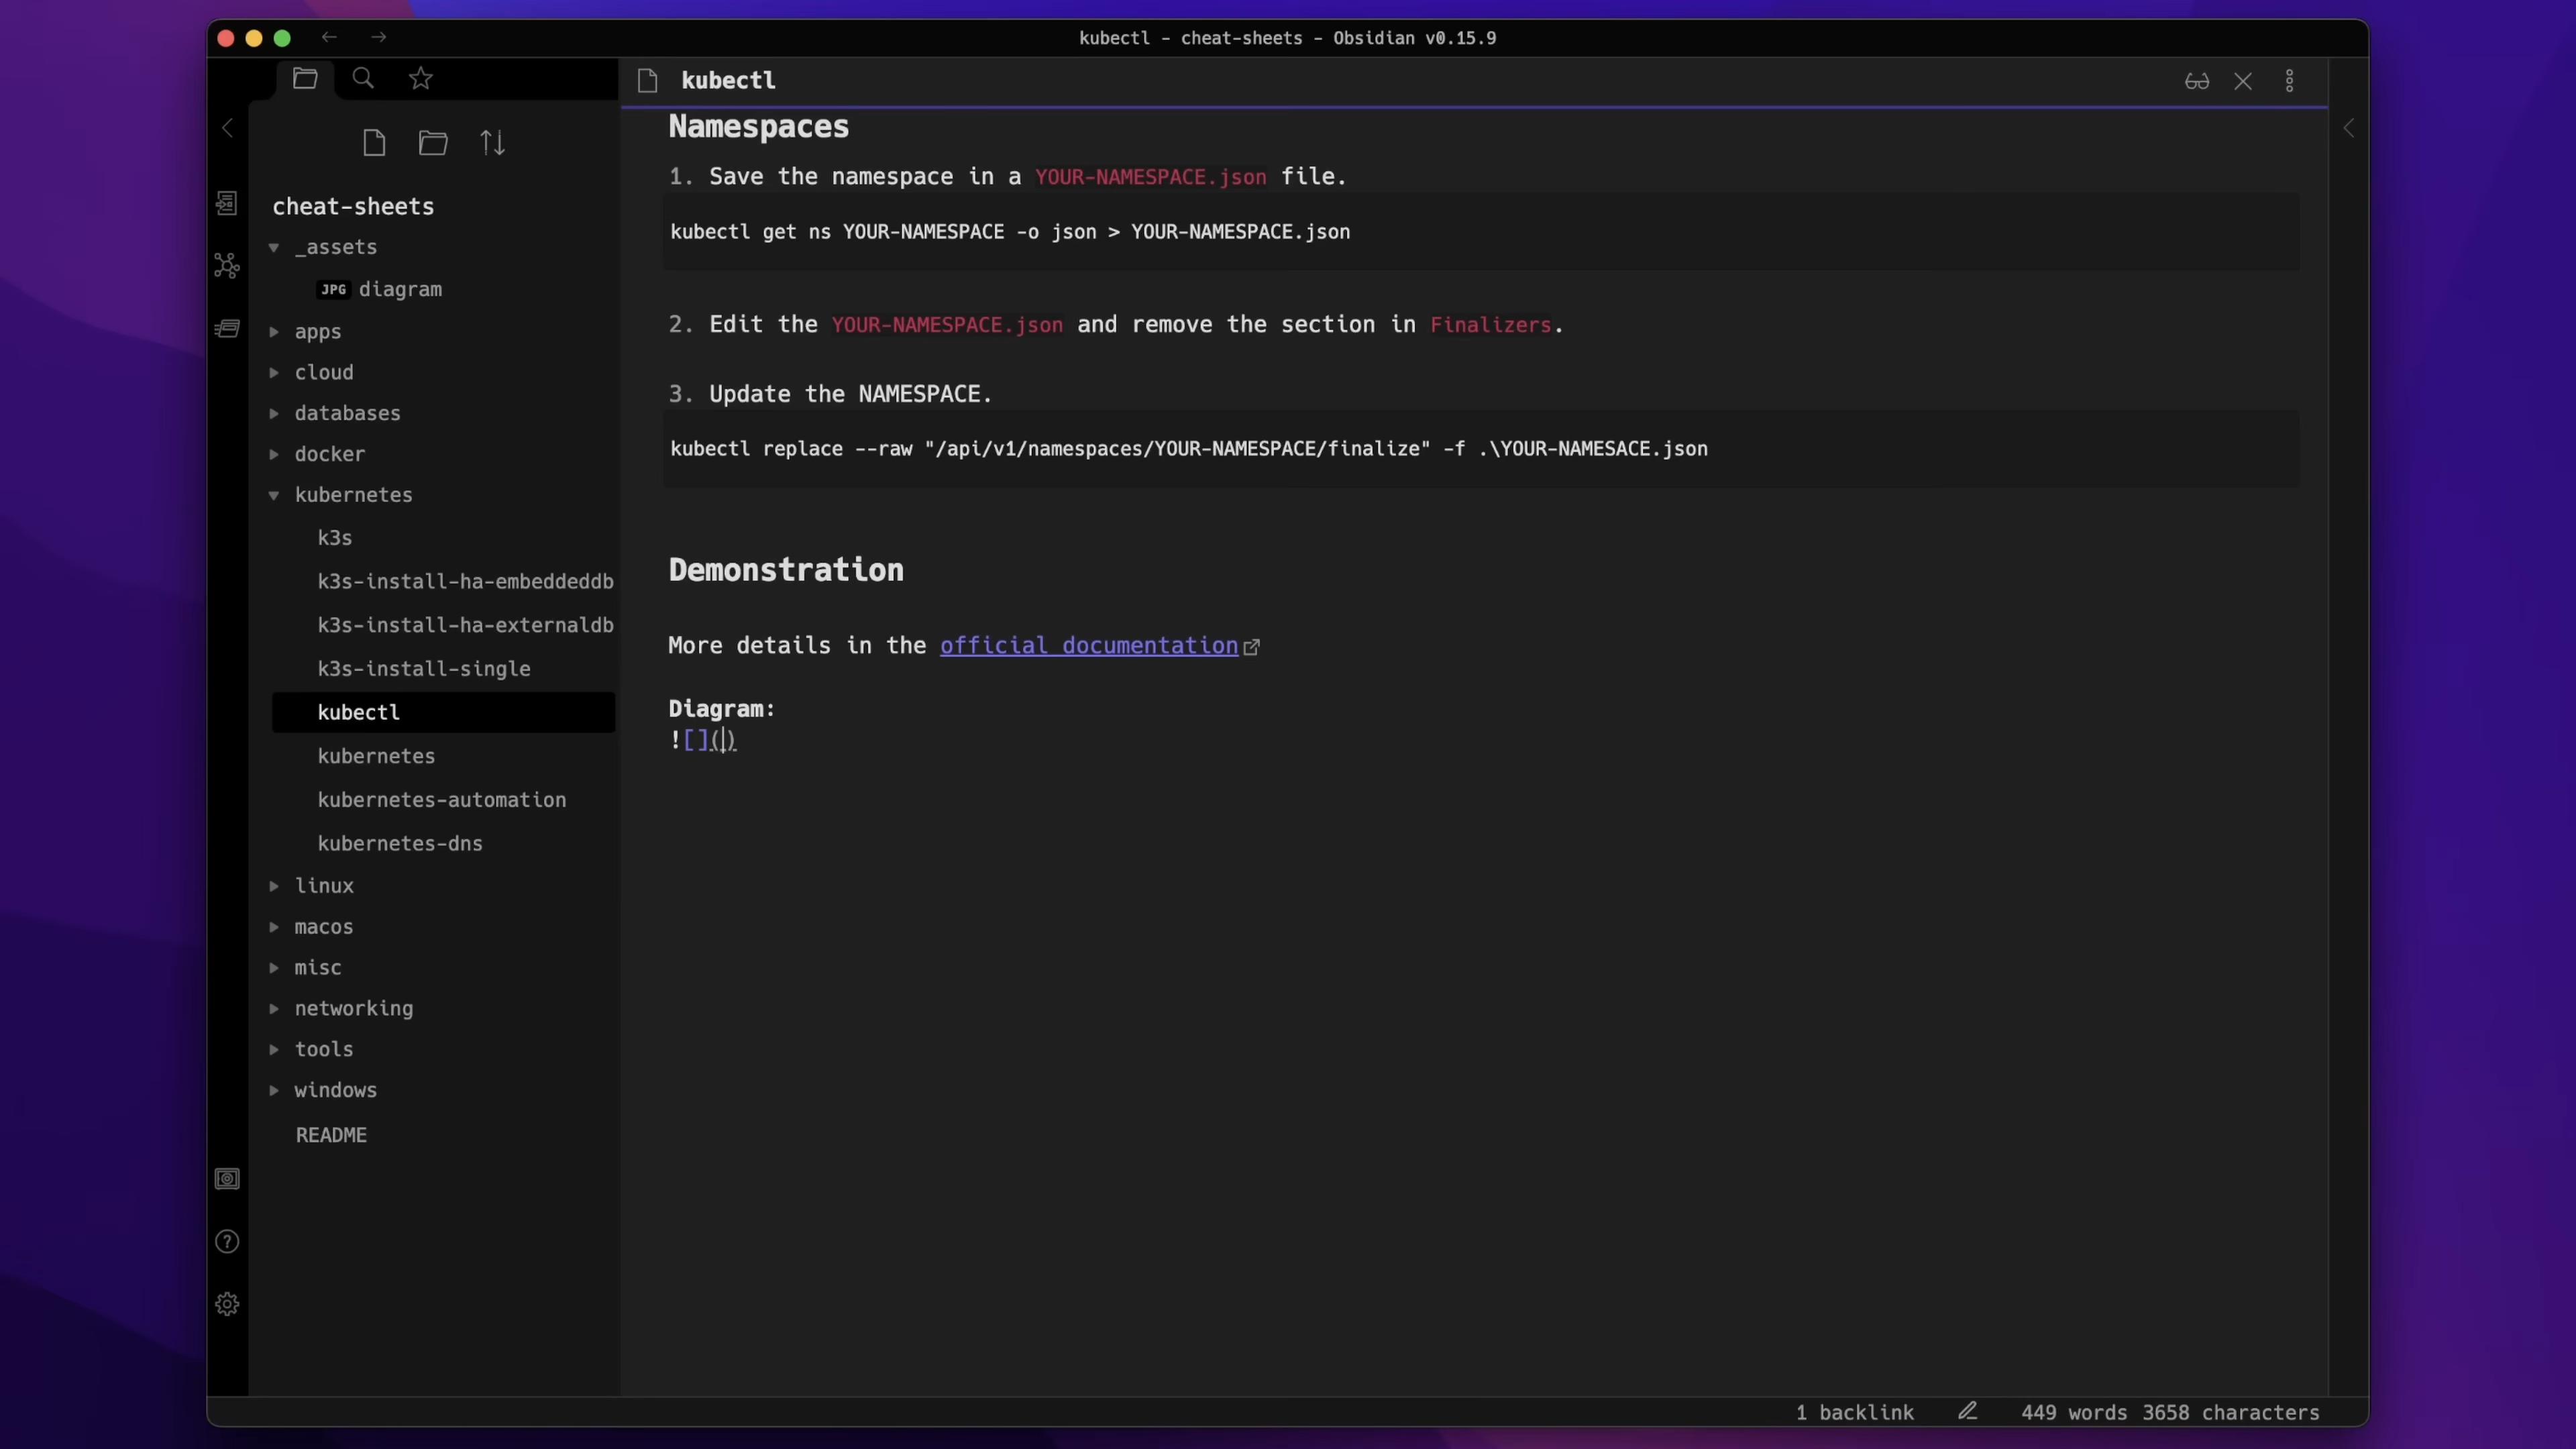 kubectl - cheat-sheets - Obsidian v0.15.9
kubectl
cheat-sheets
_assets
JPG diagram
apps
cloud
databases
docker
kubernetes
k3s
k3s-install-ha-embeddeddb
k3s-install-ha-externaldb
k3s-install-single
kubectl
kubernetes
kubernetes-automation
kubernetes-dns
linux
macos
misc
networking
tools
windows
README
Namespaces
1. Save the namespace in a YOUR-NAMESPACE.json file.
kubectl get ns YOUR-NAMESPACE -o json > YOUR-NAMESPACE.json
2. Edit the YOUR-NAMESPACE.json and remove the section in Finalizers.
3. Update the NAMESPACE.
kubectl replace --raw "/api/v1/namespaces/YOUR-NAMESPACE/finalize" -f .\YOUR-NAMESACE.json
Demonstration
More details in the official documentation
Diagram:
![]()
1 backlink 449 words 3658 characters